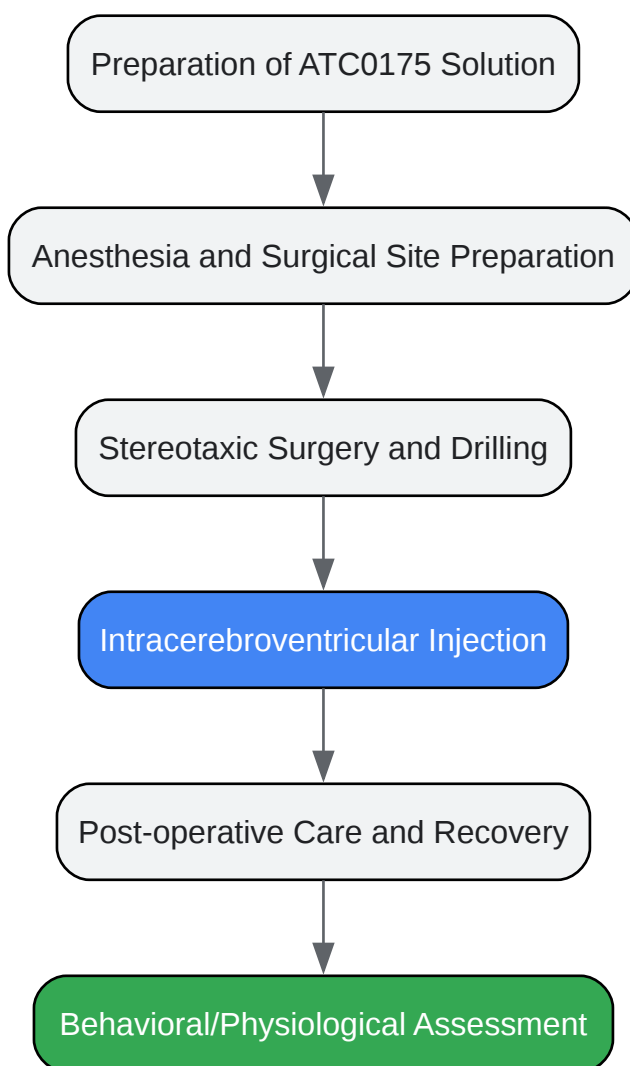 Preparation of ATC0175 Solution
Anesthesia and Surgical Site Preparation
Stereotaxic Surgery and Drilling
Intracerebroventricular Injection
Post-operative Care and Recovery
Behavioral/Physiological Assessment